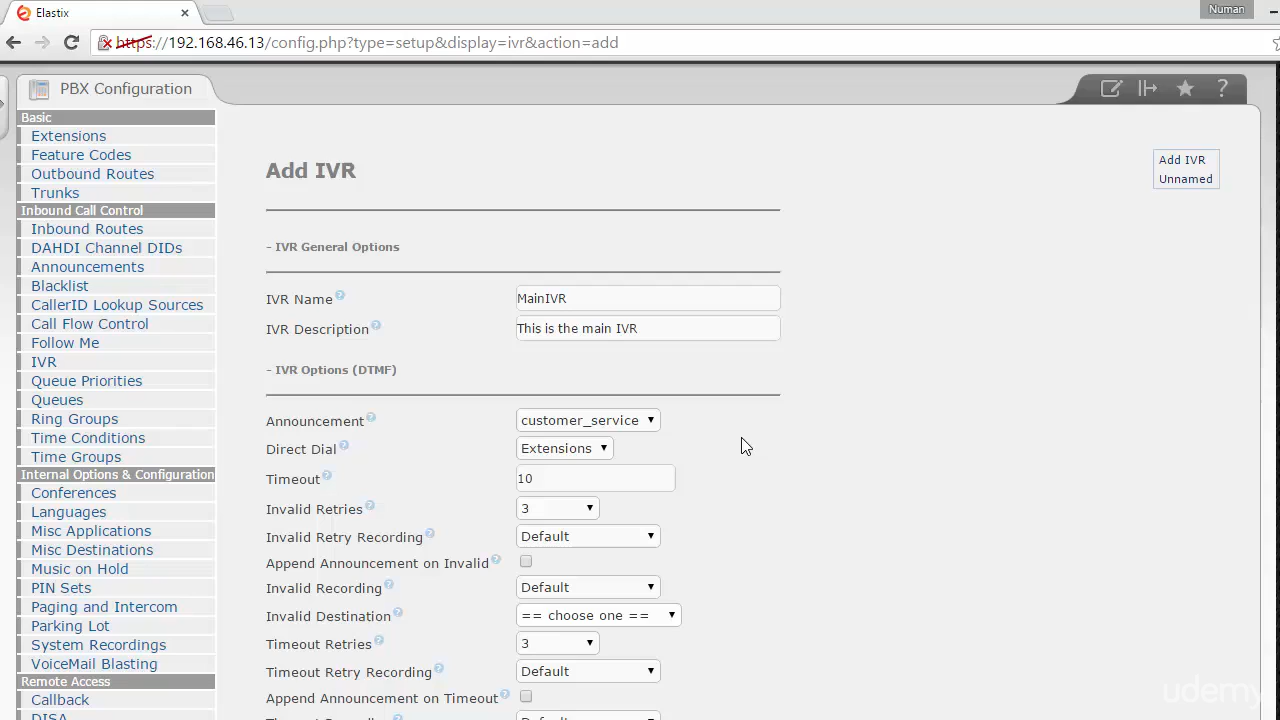 Elastix
Numan
https://192.168.46.13/config.php?type=setup&display=ivr&action=add
PBX Configuration
Basic
Extensions
Feature Codes
Outbound Routes
Trunks
Inbound Call Control
Inbound Routes
DAHDI Channel DIDs
Announcements
Blacklist
CallerID Lookup Sources
Call Flow Control
Follow Me
IVR
Queue Priorities
Queues
Ring Groups
Time Conditions
Time Groups
Internal Options & Configuration
Conferences
Languages
Misc Applications
Misc Destinations
Music on Hold
PIN Sets
Paging and Intercom
Parking Lot
System Recordings
VoiceMail Blasting
Remote Access
Callback
DISA
Add IVR
Add IVR
Unnamed
- IVR General Options
IVR Name MainIVR
IVR Description This is the main IVR
- IVR Options (DTMF)
Announcement customer_service
Direct Dial Extensions
Timeout 10
Invalid Retries 3
Invalid Retry Recording Default
Append Announcement on Invalid
Invalid Recording Default
Invalid Destination == choose one ==
Timeout Retries 3
Timeout Retry Recording Default
Append Announcement on Timeout
udemy